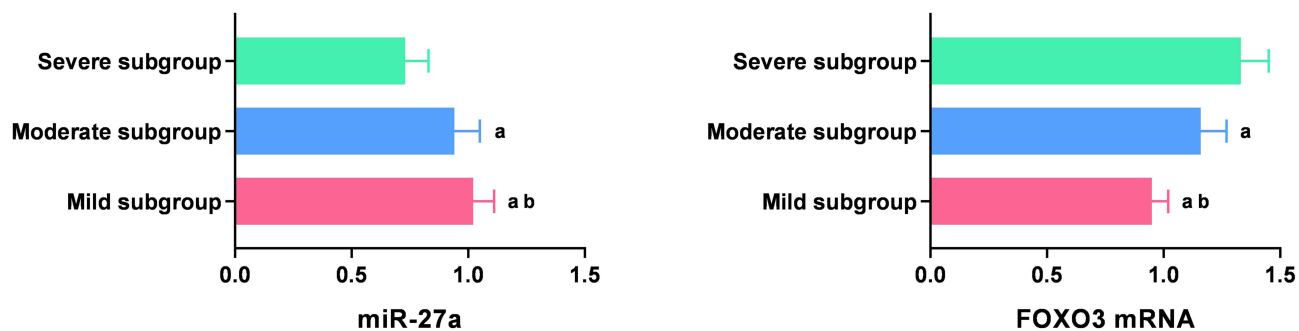 Severe subgroup
Moderate subgroup a
Mild subgroup a b
0.0 0.5 1.0 1.5
miR-27a
Severe subgroup
Moderate subgroup a
Mild subgroup a b
0.0 0.5 1.0 1.5
FOXO3 mRNA